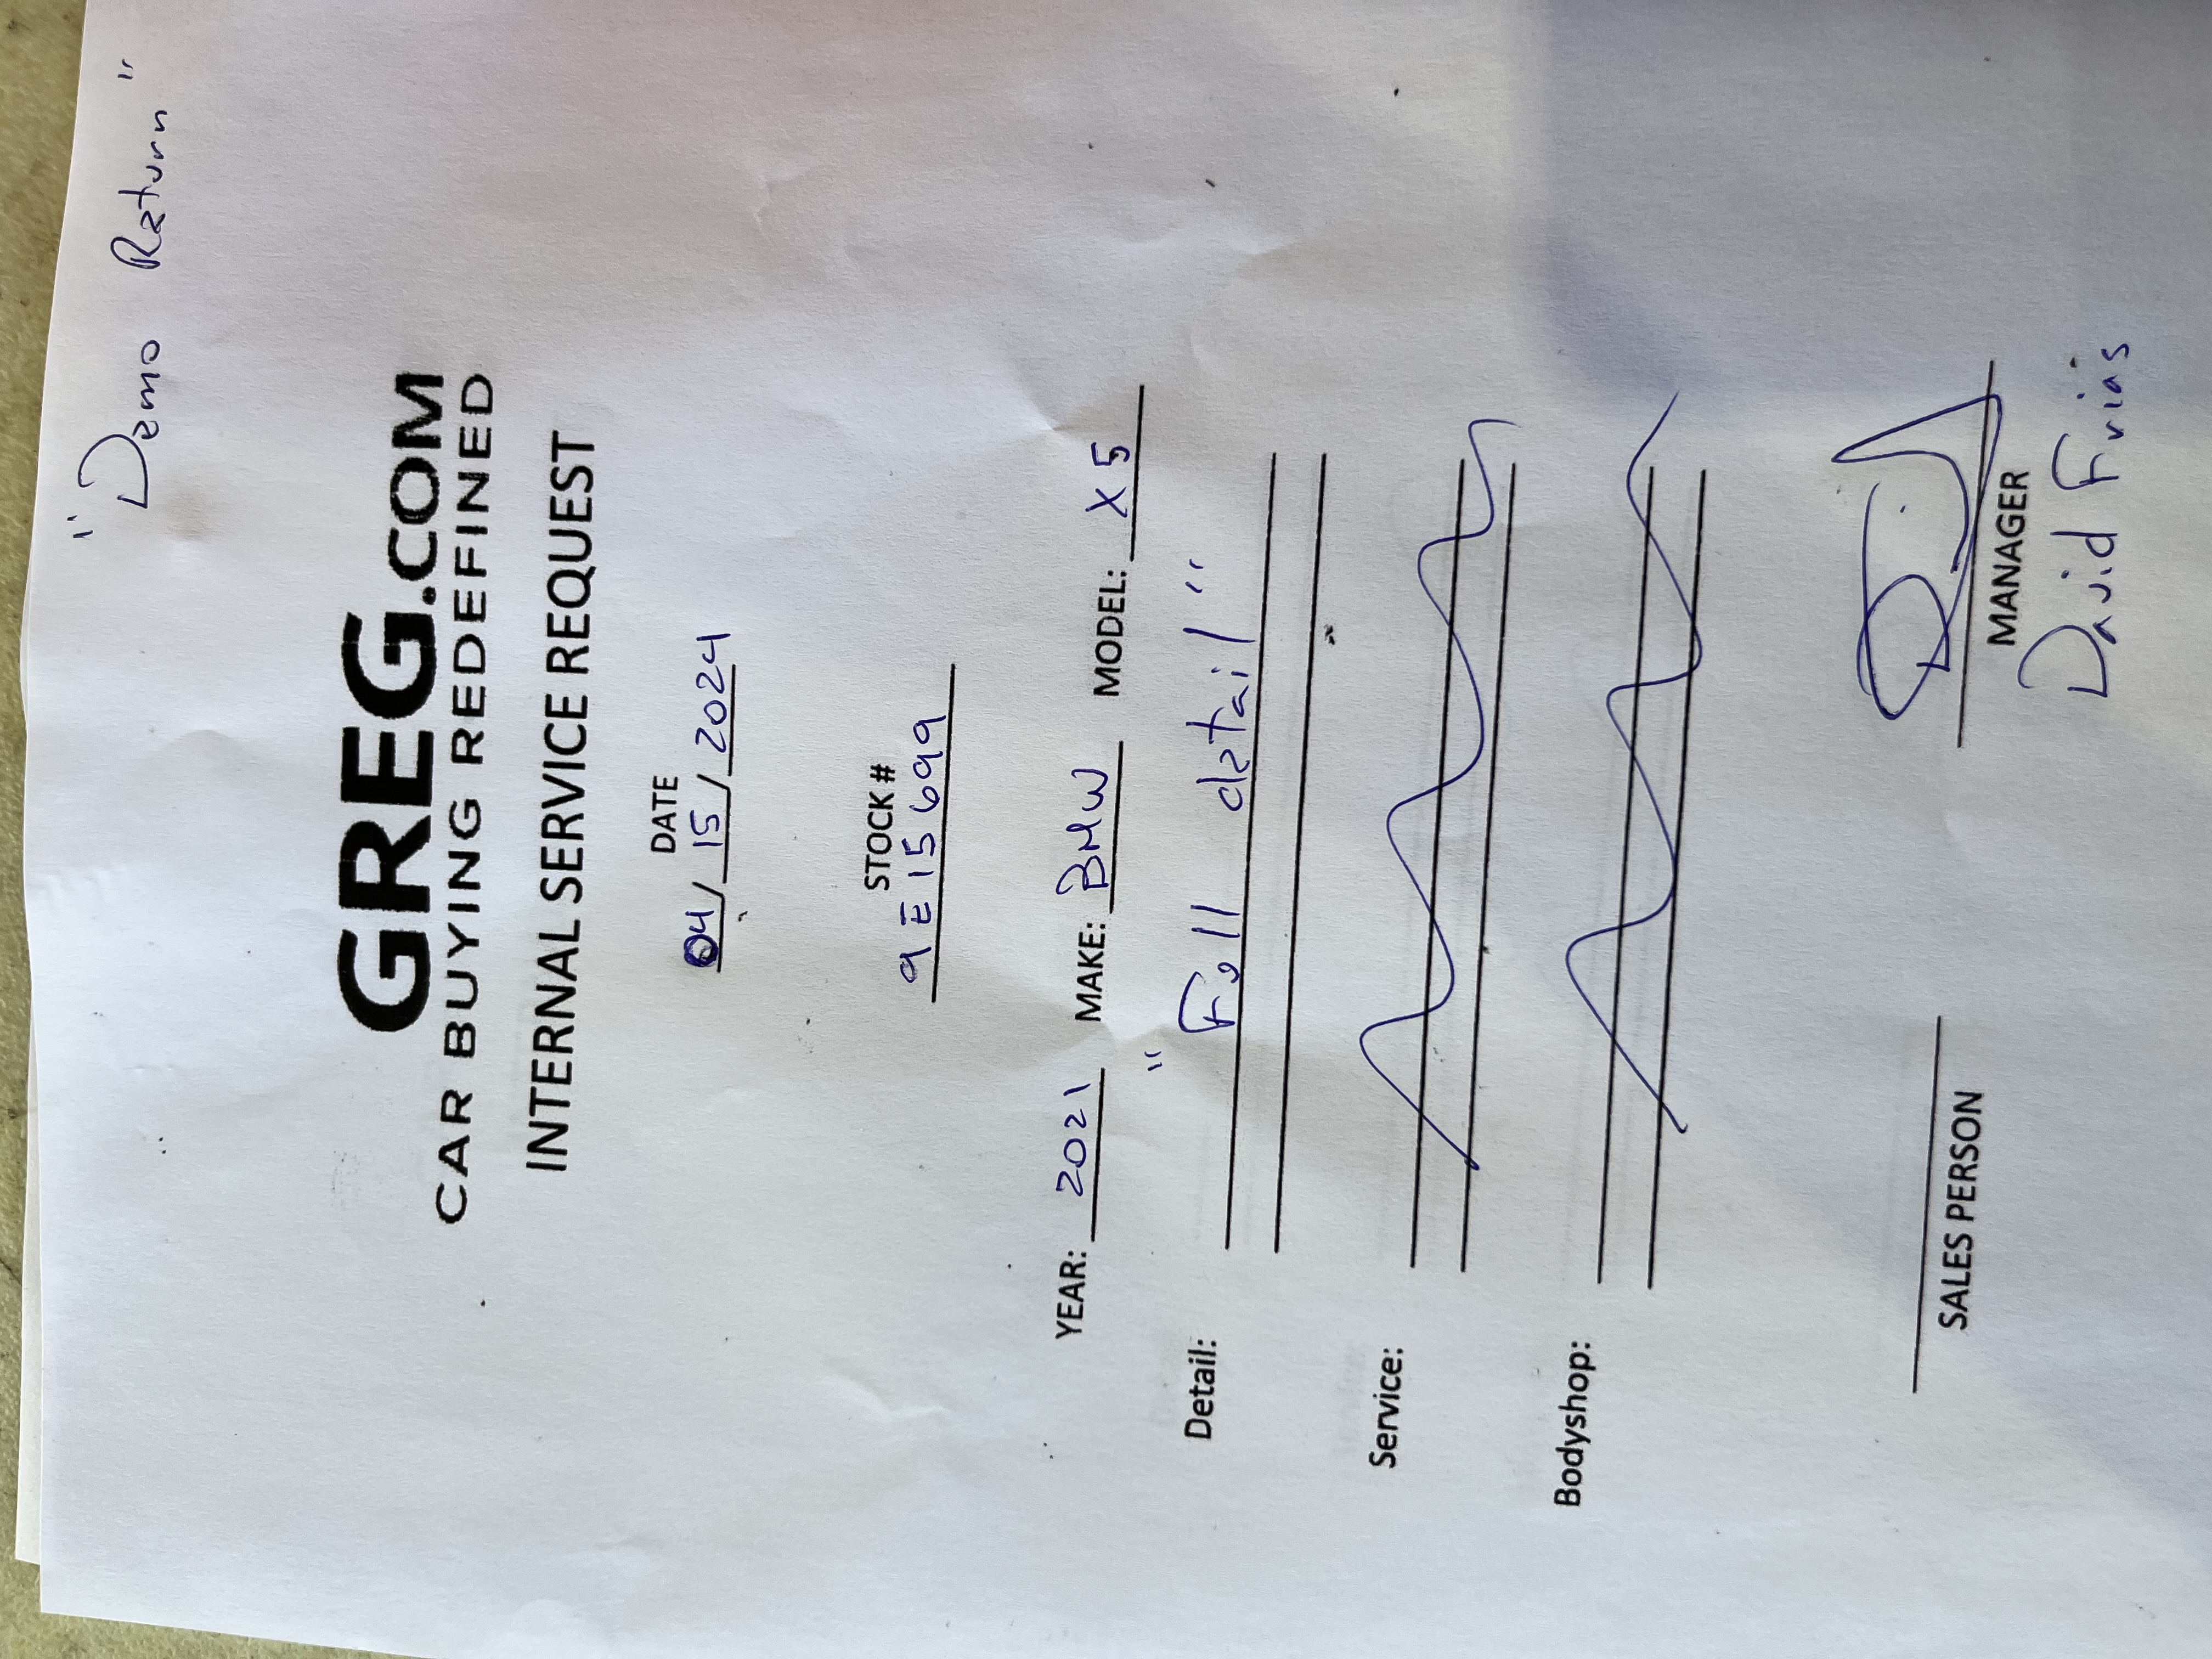 "Demo Return"
GREG.COM
CAR BUYING REDEFINED
INTERNAL SERVICE REQUEST
DATE
04/15/2024
STOCK #
9E15699
YEAR: 2021 MAKE: BMW MODEL: X5
Detail: "Full detail"
Service:
Bodyshop:
SALES PERSON MANAGER
David Frias